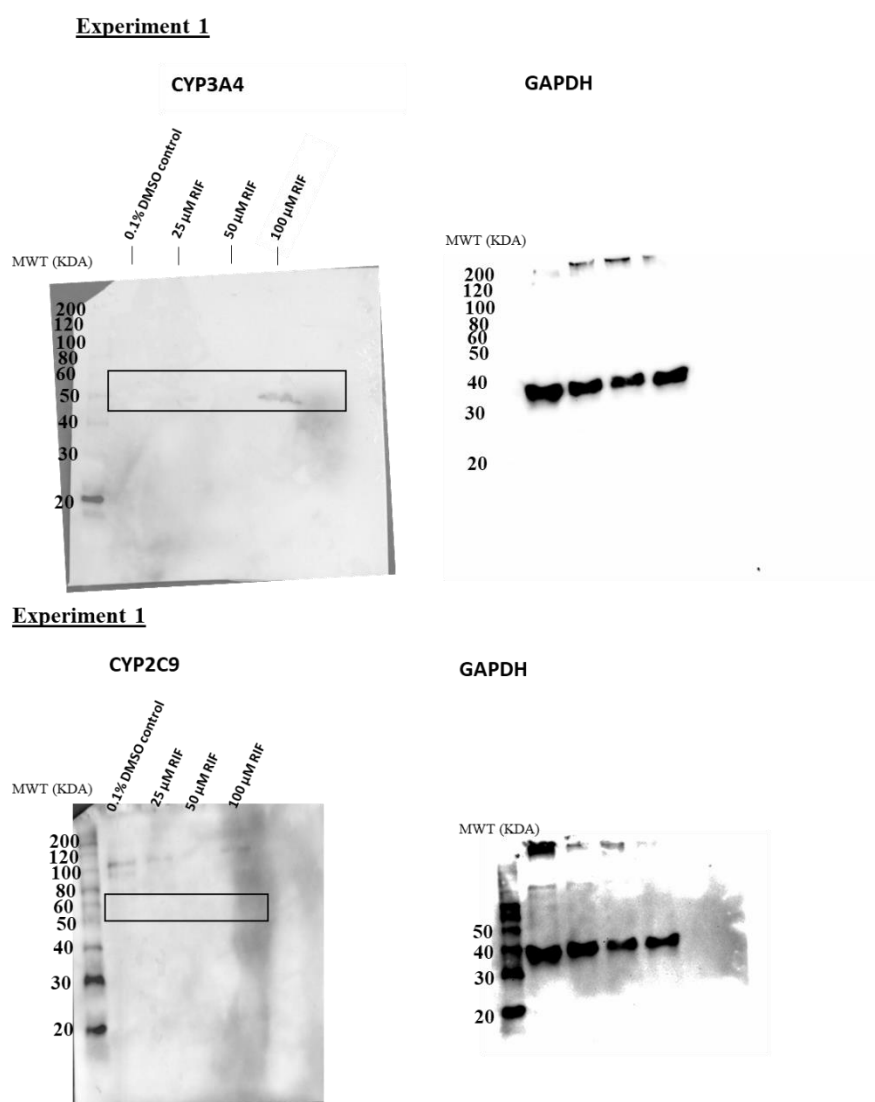 Experiment 1
CYP3A4
GAPDH
0.1% DMSO control
25 µM RIF
50 µM RIF
100 µM RIF
MWT (KDA)
200
120
100
80
60
50
40
30
20
MWT (KDA)
200
120
100
80
60
50
40
30
20
Experiment 1
CYP2C9
GAPDH
0.1% DMSO control
25 µM RIF
50 µM RIF
100 µM RIF
MWT (KDA)
200
120
100
80
60
50
40
30
20
MWT (KDA)
50
40
30
20